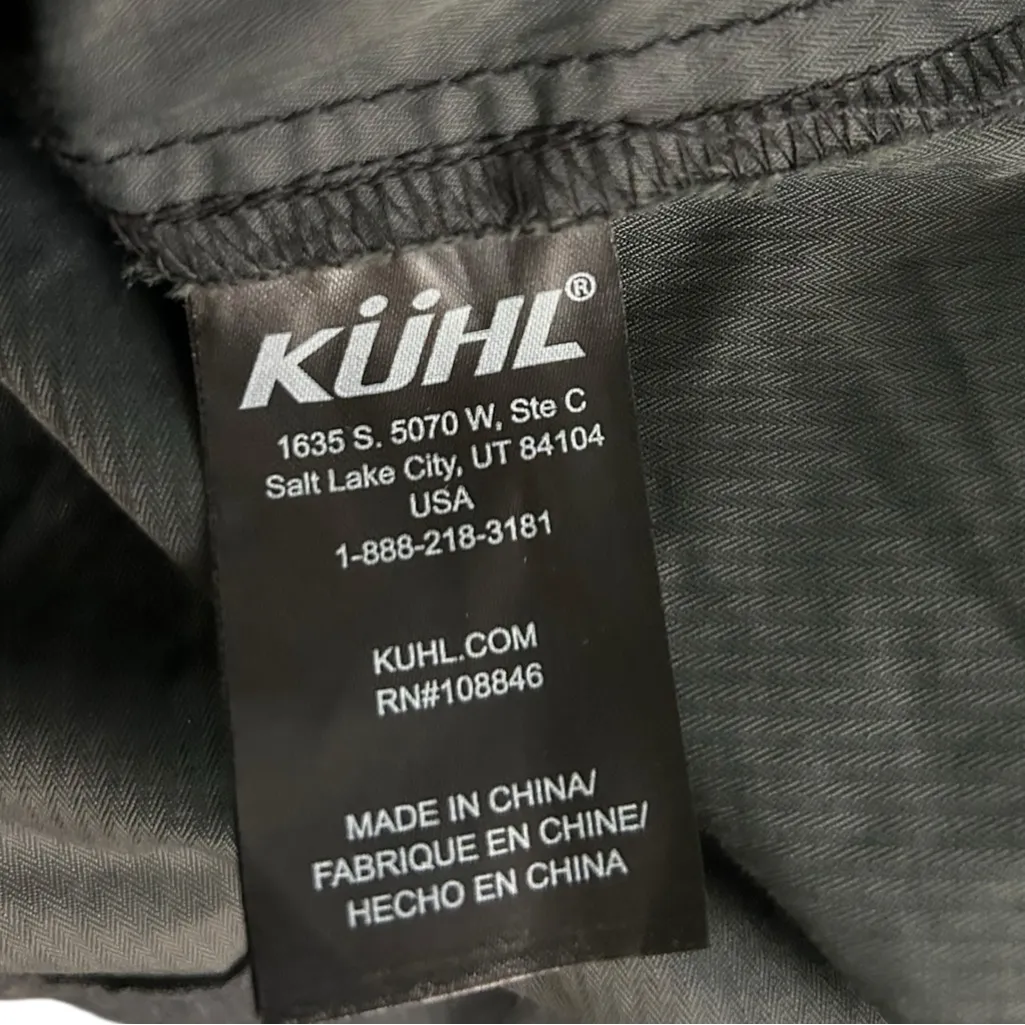 KÜHL®
1635 S. 5070 W, Ste C
Salt Lake City, UT 84104
USA
1-888-218-3181
KUHL.COM
RN#108846
MADE IN CHINA/
FABRIQUE EN CHINE/
HECHO EN CHINA